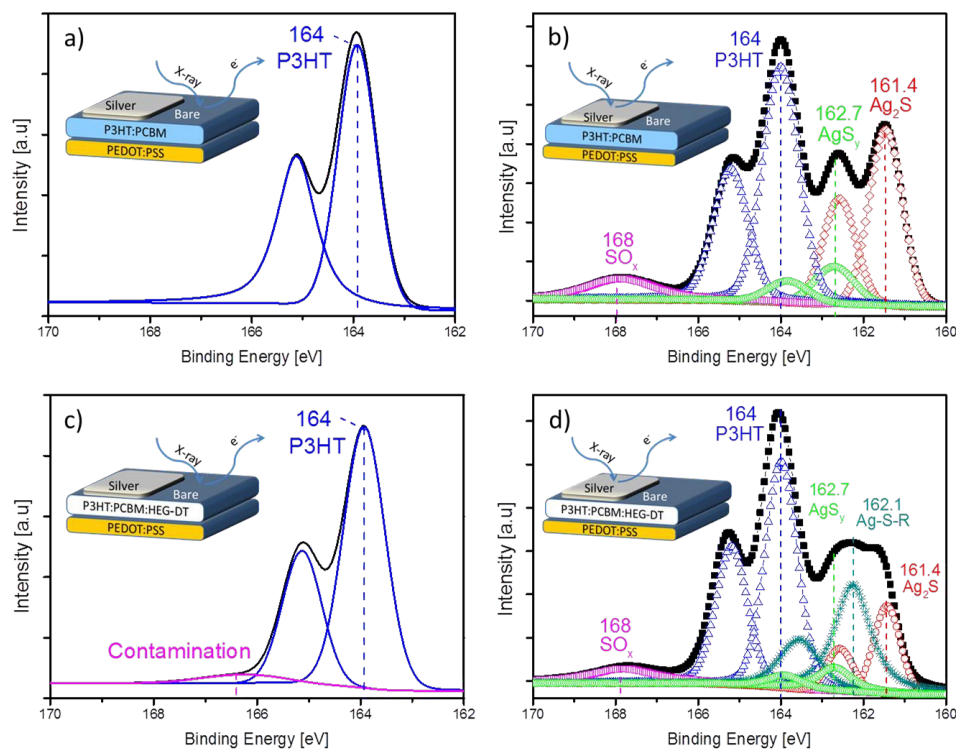 a)
164
P3HT
X-ray
e-
Silver
Bare
P3HT:PCBM
PEDOT:PSS
Intensity [a.u]
170 168 166 164 162
Binding Energy [eV]
b)
164
P3HT
161.4
Ag2S
162.7
AgSy
168
SOx
X-ray
e-
Silver
P3HT:PCBM
PEDOT:PSS
Intensity [a.u]
170 168 166 164 162 160
Binding Energy [eV]
c)
164
P3HT
X-ray
e-
Silver
Bare
P3HT:PCBM:HEG-DT
PEDOT:PSS
Contamination
Intensity [a.u]
170 168 166 164 162
Binding Energy [eV]
d)
164
P3HT
162.7
AgSy
162.1
Ag-S-R
161.4
Ag2S
168
SOx
X-ray
e-
Silver
P3HT:PCBM:HEG-DT
PEDOT:PSS
Intensity [a.u]
170 168 166 164 162 160
Binding Energy [eV]